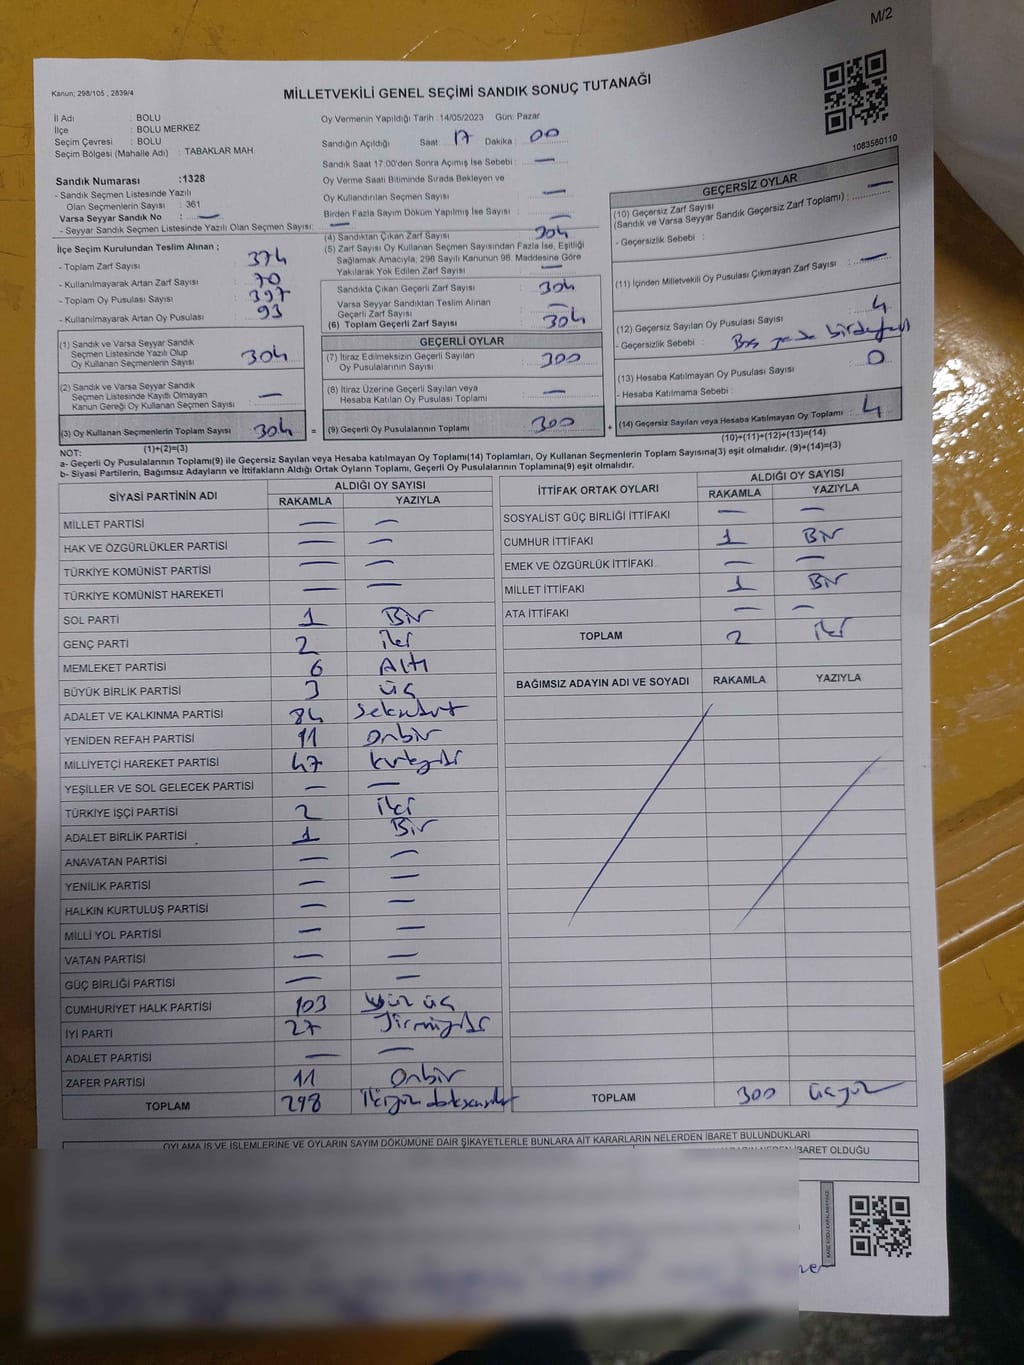 M/2
Kanun; 298/105 , 2839/4
MİLLETVEKİLİ GENEL SEÇİMİ SANDIK SONUÇ TUTANAĞI
1083580110
İl Adı : BOLU
İlçe : BOLU MERKEZ
Seçim Çevresi : BOLU
Seçim Bölgesi (Mahalle Adı) : TABAKLAR MAH.
Sandık Numarası :1328
- Sandık Seçmen Listesinde Yazılı
Olan Seçmenlerin Sayısı : 361
Varsa Seyyar Sandık No : —
- Seyyar Sandık Seçmen Listesinde Yazılı Olan Seçmen Sayısı: —
İlçe Seçim Kurulundan Teslim Alınan ;
- Toplam Zarf Sayısı : 374
- Kullanılmayarak Artan Zarf Sayısı : 70
- Toplam Oy Pusulası Sayısı : 397
- Kullanılmayarak Artan Oy Pusulası : 93
(1) Sandık ve Varsa Seyyar Sandık
Seçmen Listesinde Yazılı Olup
Oy Kullanan Seçmenlerin Sayısı : 304
(2) Sandık ve Varsa Seyyar Sandık
Seçmen Listesinde Kayıtlı Olmayan
Kanun Gereği Oy Kullanan Seçmen Sayısı : —
(3) Oy Kullanan Seçmenlerin Toplam Sayısı : 304
Oy Vermenin Yapıldığı Tarih :14/05/2023 Gün: Pazar
Sandığın Açıldığı Saat: 17 Dakika : 00
Sandık Saat 17:00'den Sonra Açımış İse Sebebi : —
Oy Verme Saati Bitiminde Sırada Bekleyen ve
Oy Kullandırılan Seçmen Sayısı : —
Birden Fazla Sayım Döküm Yapılmış İse Sayısı : —
(4) Sandıktan Çıkan Zarf Sayısı : 304
(5) Zarf Sayısı Oy Kullanan Seçmen Sayısından Fazla İse, Eşitliği
Sağlamak Amacıyla, 298 Sayılı Kanunun 98. Maddesine Göre
Yakılarak Yok Edilen Zarf Sayısı : —
Sandıkta Çıkan Geçerli Zarf Sayısı : 304
Varsa Seyyar Sandıktan Teslim Alınan
Geçerli Zarf Sayısı : —
(6) Toplam Geçerli Zarf Sayısı : 304
GEÇERLİ OYLAR
(7) İtiraz Edilmeksizin Geçerli Sayılan
Oy Pusulalarının Sayısı : 300
(8) İtiraz Üzerine Geçerli Sayılan veya
Hesaba Katılan Oy Pusulası Toplamı : —
= (9) Geçerli Oy Pusulalarının Toplamı : 300
GEÇERSİZ OYLAR
(10) Geçersiz Zarf Sayısı
(Sandık ve Varsa Seyyar Sandık Geçersiz Zarf Toplamı) : —
- Geçersizlik Sebebi :
(11) İçinden Milletvekili Oy Pusulası Çıkmayan Zarf Sayısı : —
(12) Geçersiz Sayılan Oy Pusulası Sayısı : 4
- Geçersizlik Sebebi :
(13) Hesaba Katılmayan Oy Pusulası Sayısı : 0
- Hesaba Katılmama Sebebi :
+ (14) Geçersiz Sayılan veya Hesaba Katılmayan Oy Toplamı : 4
(1)+(2)=(3)
(10)+(11)+(12)+(13)=(14)
NOT:
a- Geçerli Oy Pusulalarının Toplamı(9) ile Geçersiz Sayılan veya Hesaba katılmayan Oy Toplamı(14) Toplamları, Oy Kullanan Seçmenlerin Toplam Sayısına(3) eşit olmalıdır. (9)+(14)=(3)
b- Siyasi Partilerin, Bağımsız Adayların ve İttifakların Aldığı Ortak Oyların Toplamı, Geçerli Oy Pusulalarının Toplamına(9) eşit olmalıdır.
SİYASİ PARTİNİN ADI ALDIĞI OY SAYISI
RAKAMLA YAZIYLA
MİLLET PARTİSİ — —
HAK VE ÖZGÜRLÜKLER PARTİSİ — —
TÜRKİYE KOMÜNİST PARTİSİ — —
TÜRKİYE KOMÜNİST HAREKETİ — —
SOL PARTİ 1 Bir
GENÇ PARTİ 2 iki
MEMLEKET PARTİSİ 6 Altı
BÜYÜK BİRLİK PARTİSİ 3 üç
ADALET VE KALKINMA PARTİSİ 84 Seksendört
YENİDEN REFAH PARTİSİ 11 onbir
MİLLİYETÇİ HAREKET PARTİSİ 47 kırkyedi
YEŞİLLER VE SOL GELECEK PARTİSİ — —
TÜRKİYE İŞÇİ PARTİSİ 2 iki
ADALET BİRLİK PARTİSİ 1 Bir
ANAVATAN PARTİSİ — —
YENİLİK PARTİSİ — —
HALKIN KURTULUŞ PARTİSİ — —
MİLLİ YOL PARTİSİ — —
VATAN PARTİSİ — —
GÜÇ BİRLİĞİ PARTİSİ — —
CUMHURİYET HALK PARTİSİ 103 yüz üç
İYİ PARTİ 27 Yirmiyedi
ADALET PARTİSİ — —
ZAFER PARTİSİ 11 Onbir
TOPLAM 298 ikiyüz doksansekiz
İTTİFAK ORTAK OYLARI ALDIĞI OY SAYISI
RAKAMLA YAZIYLA
SOSYALİST GÜÇ BİRLİĞİ İTTİFAKI — —
CUMHUR İTTİFAKI 1 Bir
EMEK VE ÖZGÜRLÜK İTTİFAKI — —
MİLLET İTTİFAKI 1 Bir
ATA İTTİFAKI — —
TOPLAM 2 iki
BAĞIMSIZ ADAYIN ADI VE SOYADI RAKAMLA YAZIYLA
TOPLAM 300 üçyüz
OYLAMA İŞ VE İŞLEMLERİNE VE OYLARIN SAYIM DÖKÜMÜNE DAİR ŞİKAYETLERLE BUNLARA AİT KARARLARIN NELERDEN İBARET BULUNDUKLARI
İBARET OLDUĞU